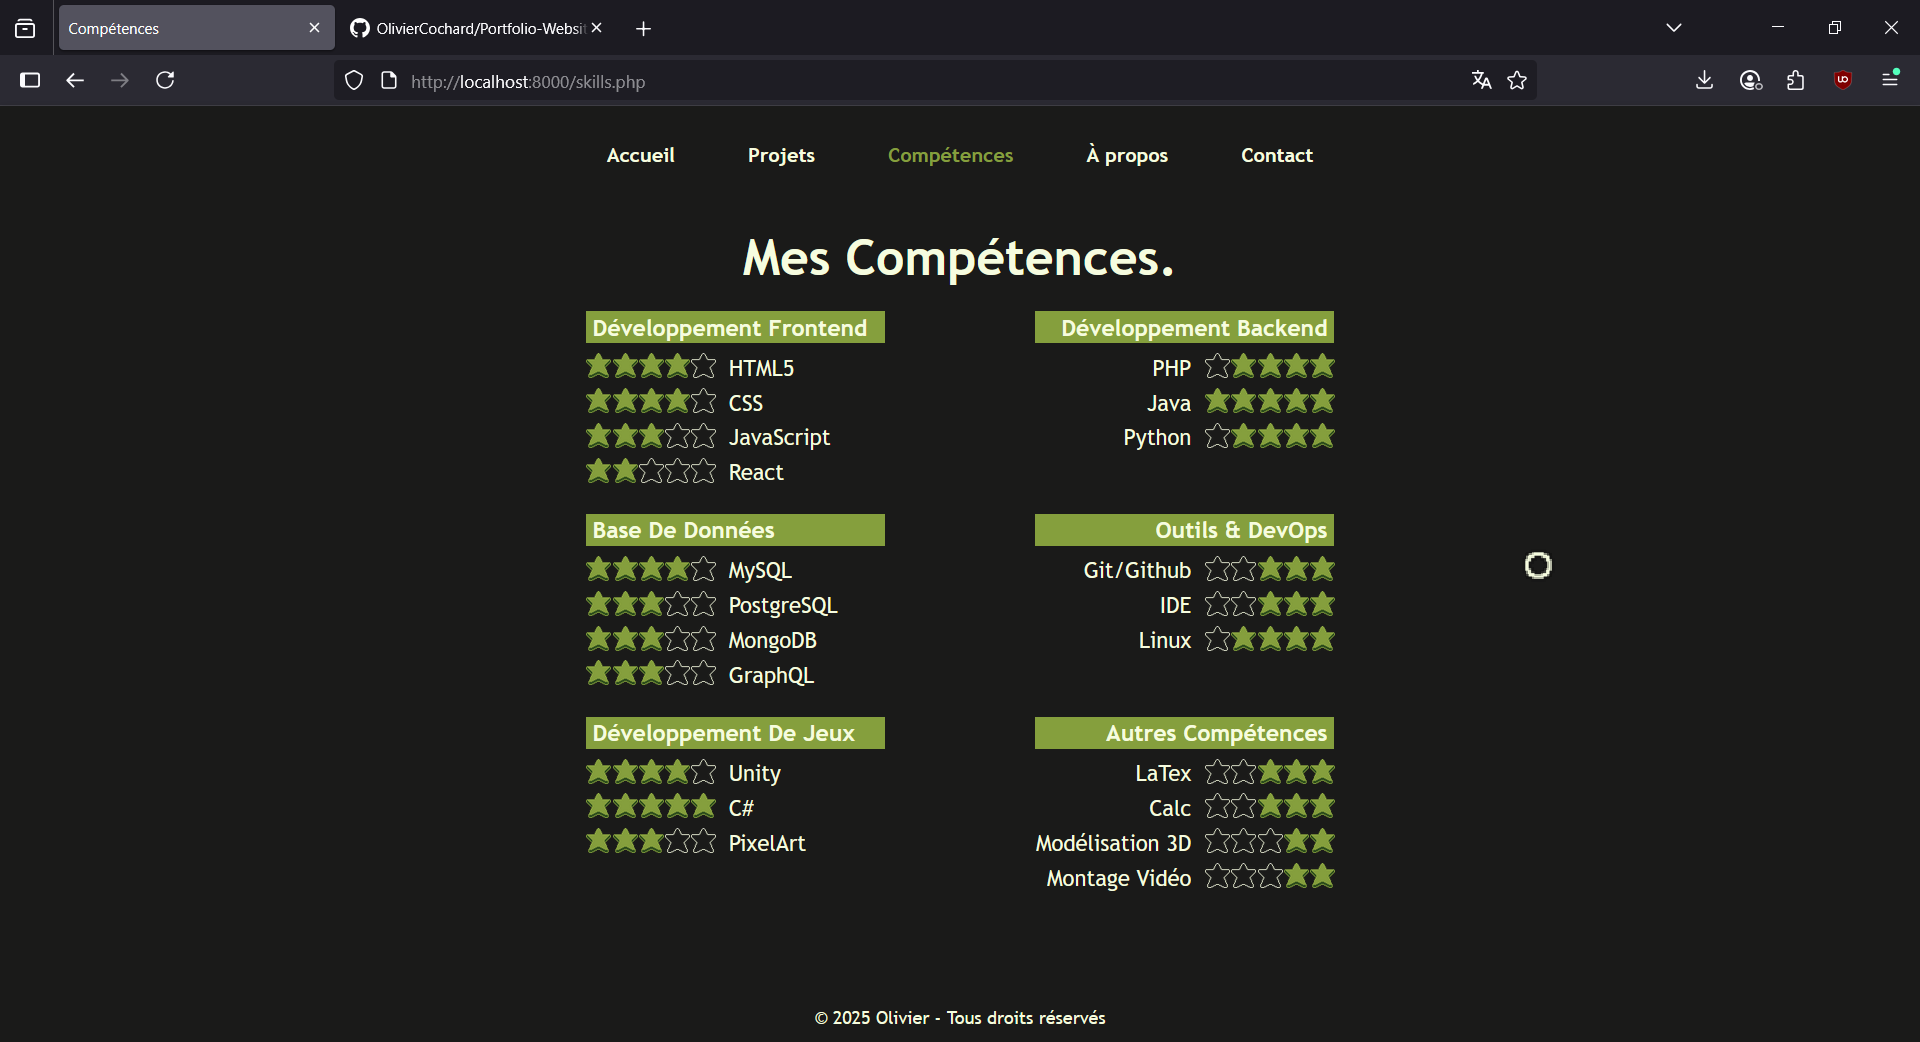 Compétences
OlivierCochard/Portfolio-Websi
http://localhost:8000/skills.php
Accueil
Projets
Compétences
À propos
Contact
Mes Compétences.
Développement Frontend
HTML5
CSS
JavaScript
React
Développement Backend
PHP
Java
Python
Base De Données
MySQL
PostgreSQL
MongoDB
GraphQL
Outils & DevOps
Git/Github
IDE
Linux
Développement De Jeux
Unity
C#
PixelArt
Autres Compétences
LaTex
Calc
Modélisation 3D
Montage Vidéo
© 2025 Olivier - Tous droits réservés